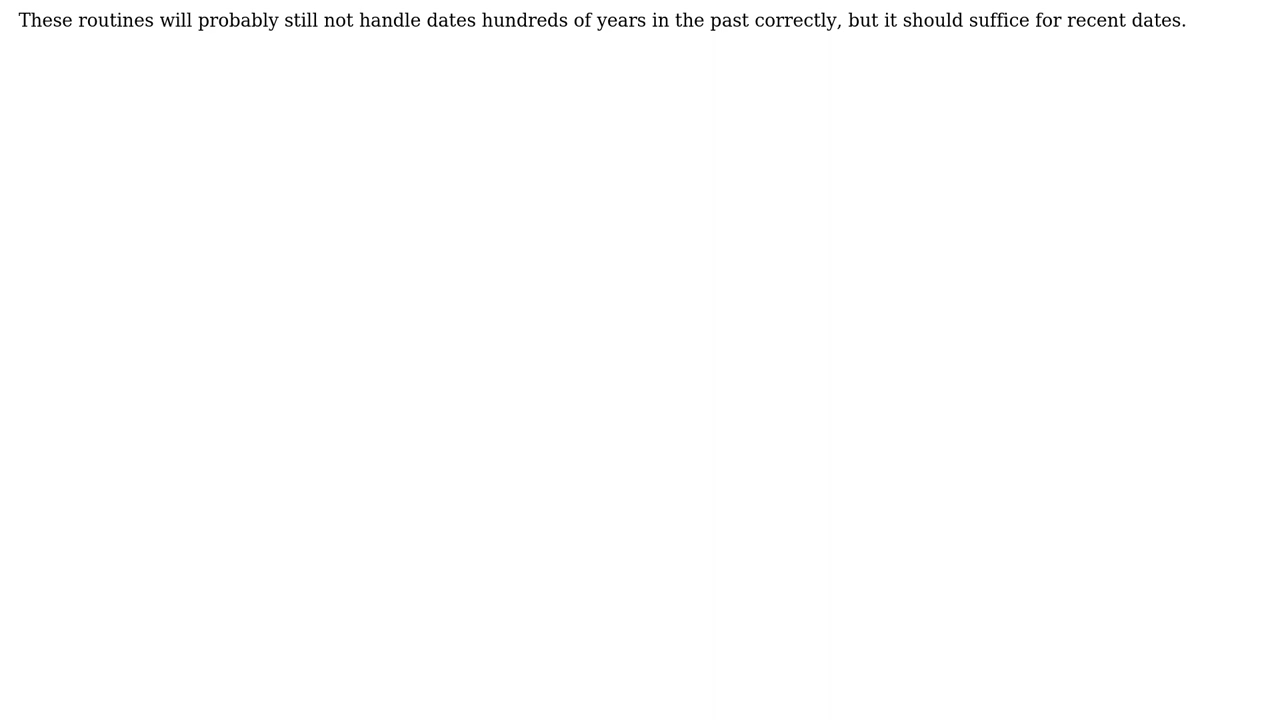 These routines will probably still not handle dates hundreds of years in the past correctly, but it should suffice for recent dates.